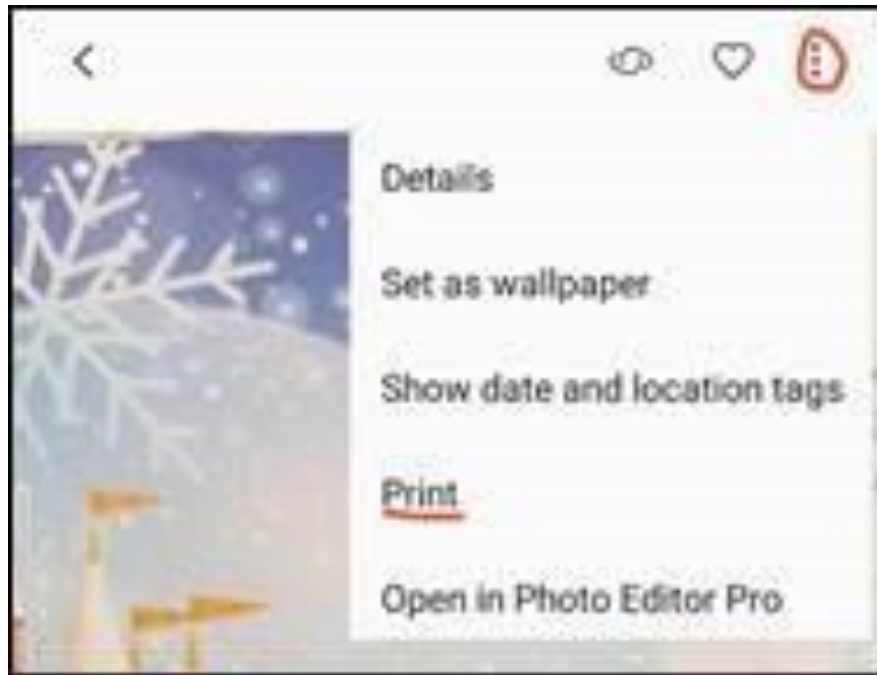 Details
Set as wallpaper
Show date and location tags
Print
Open in Photo Editor Pro